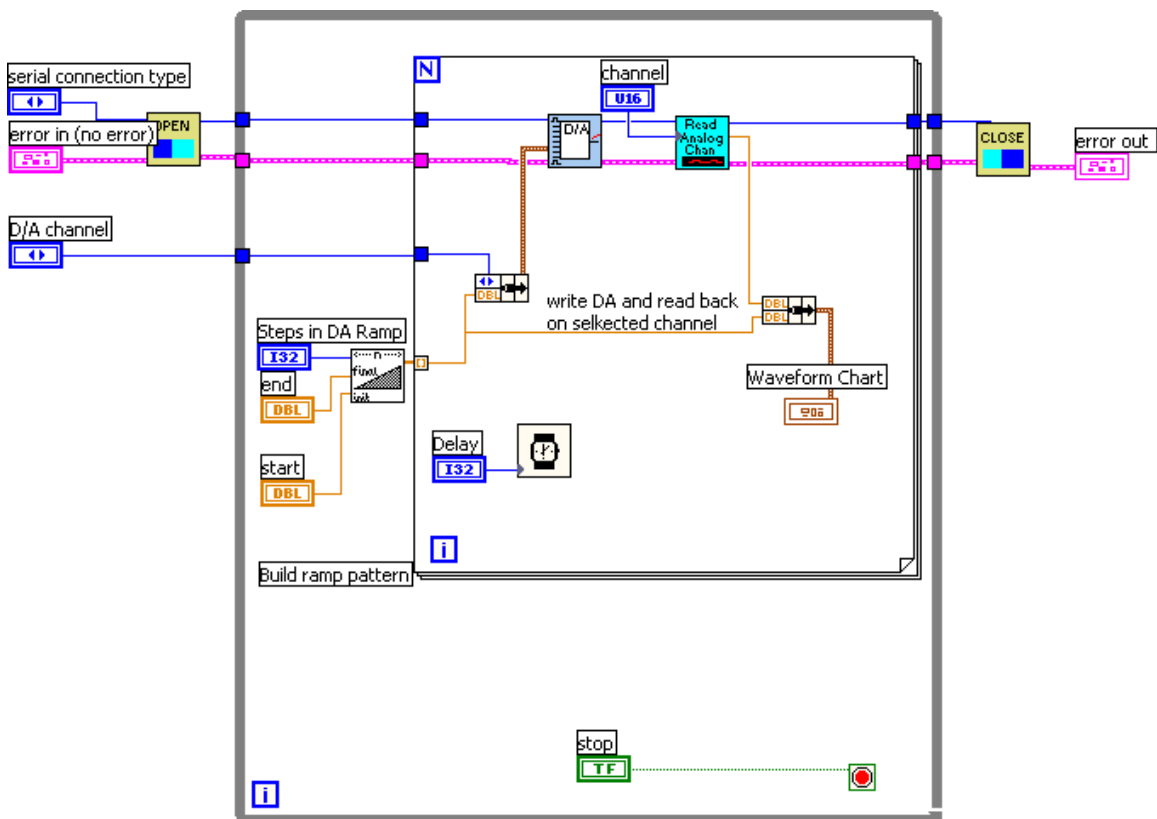 N
channel
U16
serial connection type
OPEN
error in (no error)
D/A
Read
Analog
Chan
CLOSE
error out
D/A channel
DBL
write DA and read back
on selkected channel
DBL
DBL
Steps in DA Ramp
I32
n
final
init
end
DBL
start
DBL
Waveform Chart
Delay
I32
i
Build ramp pattern
stop
TF
i